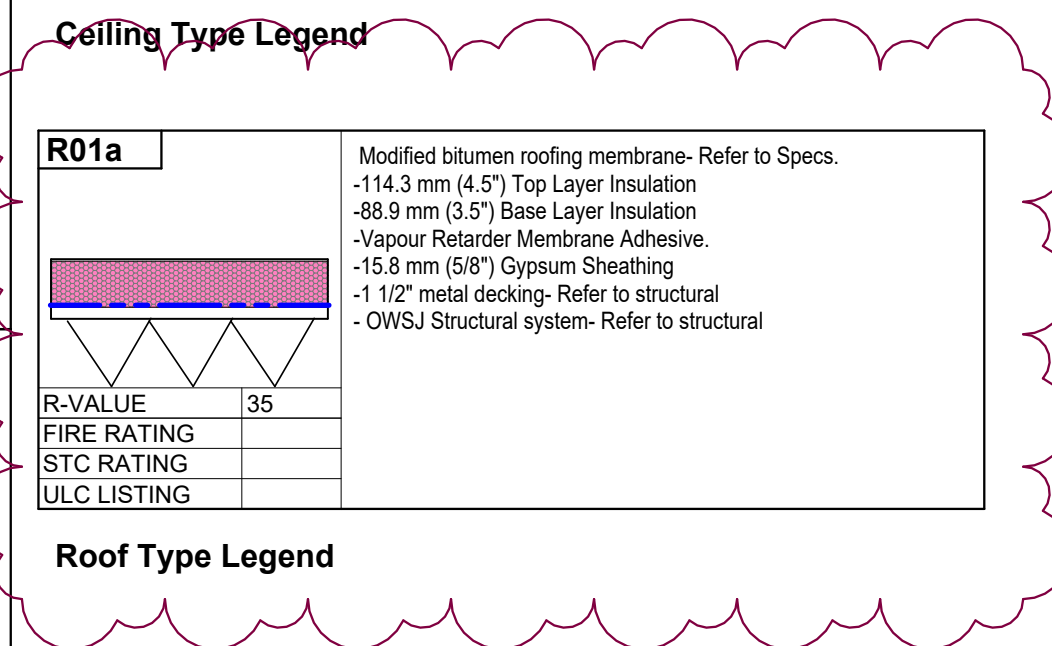 Ceiling Type Legend
R01a
Modified bitumen roofing membrane- Refer to Specs.
-114.3 mm (4.5") Top Layer Insulation
-88.9 mm (3.5") Base Layer Insulation
-Vapour Retarder Membrane Adhesive.
-15.8 mm (5/8") Gypsum Sheathing
-1 1/2" metal decking- Refer to structural
- OWSJ Structural system- Refer to structural
R-VALUE 35
FIRE RATING
STC RATING
ULC LISTING
Roof Type Legend